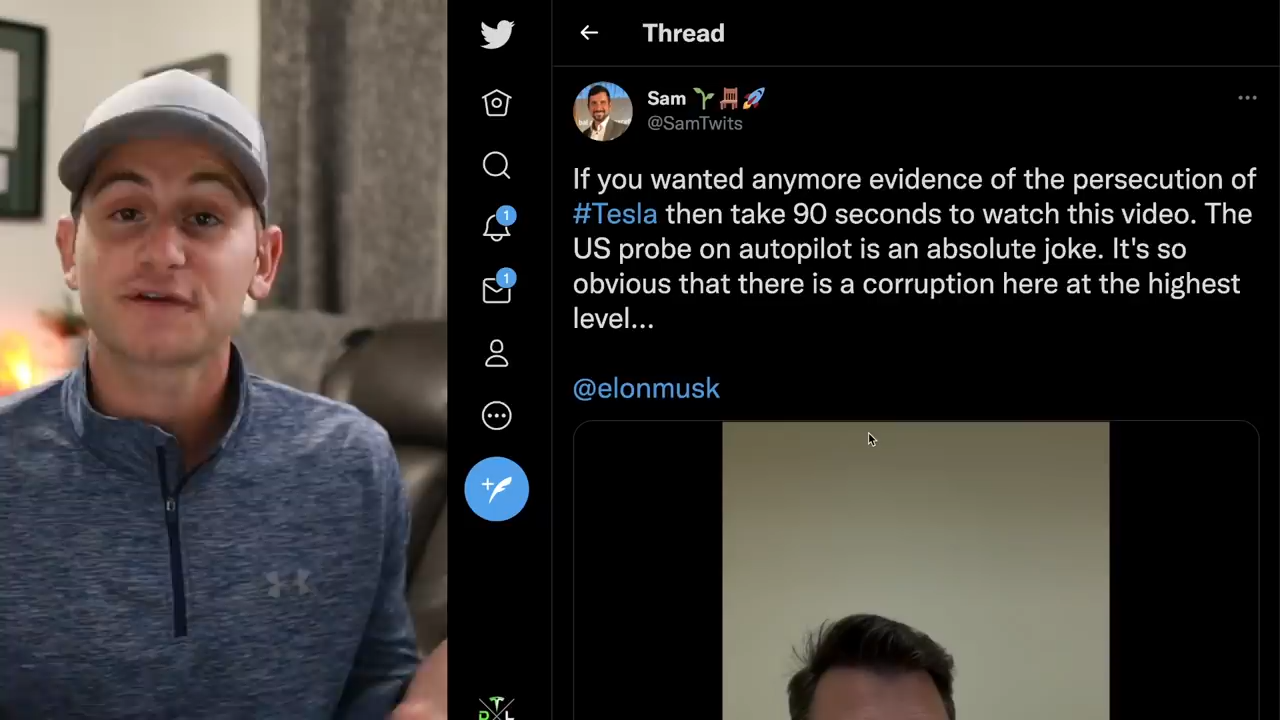 Thread
Sam
@SamTwits
If you wanted anymore evidence of the persecution of
#Tesla then take 90 seconds to watch this video. The
US probe on autopilot is an absolute joke. It's so
obvious that there is a corruption here at the highest
level...
@elonmusk
1
1